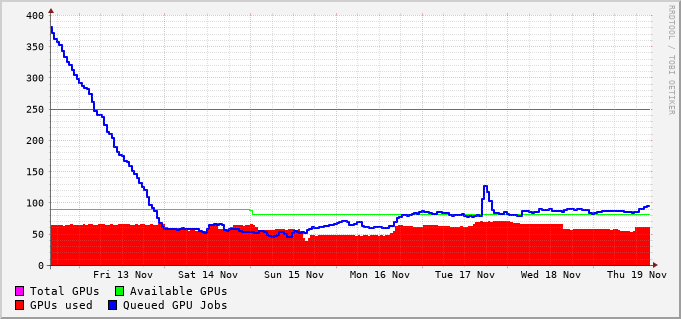 400
350
300
250
200
150
100
50
0
Fri 13 Nov Sat 14 Nov Sun 15 Nov Mon 16 Nov Tue 17 Nov Wed 18 Nov Thu 19 Nov
Total GPUs Available GPUs
GPUs used Queued GPU Jobs
RRDTOOL / TOBI OETIKER